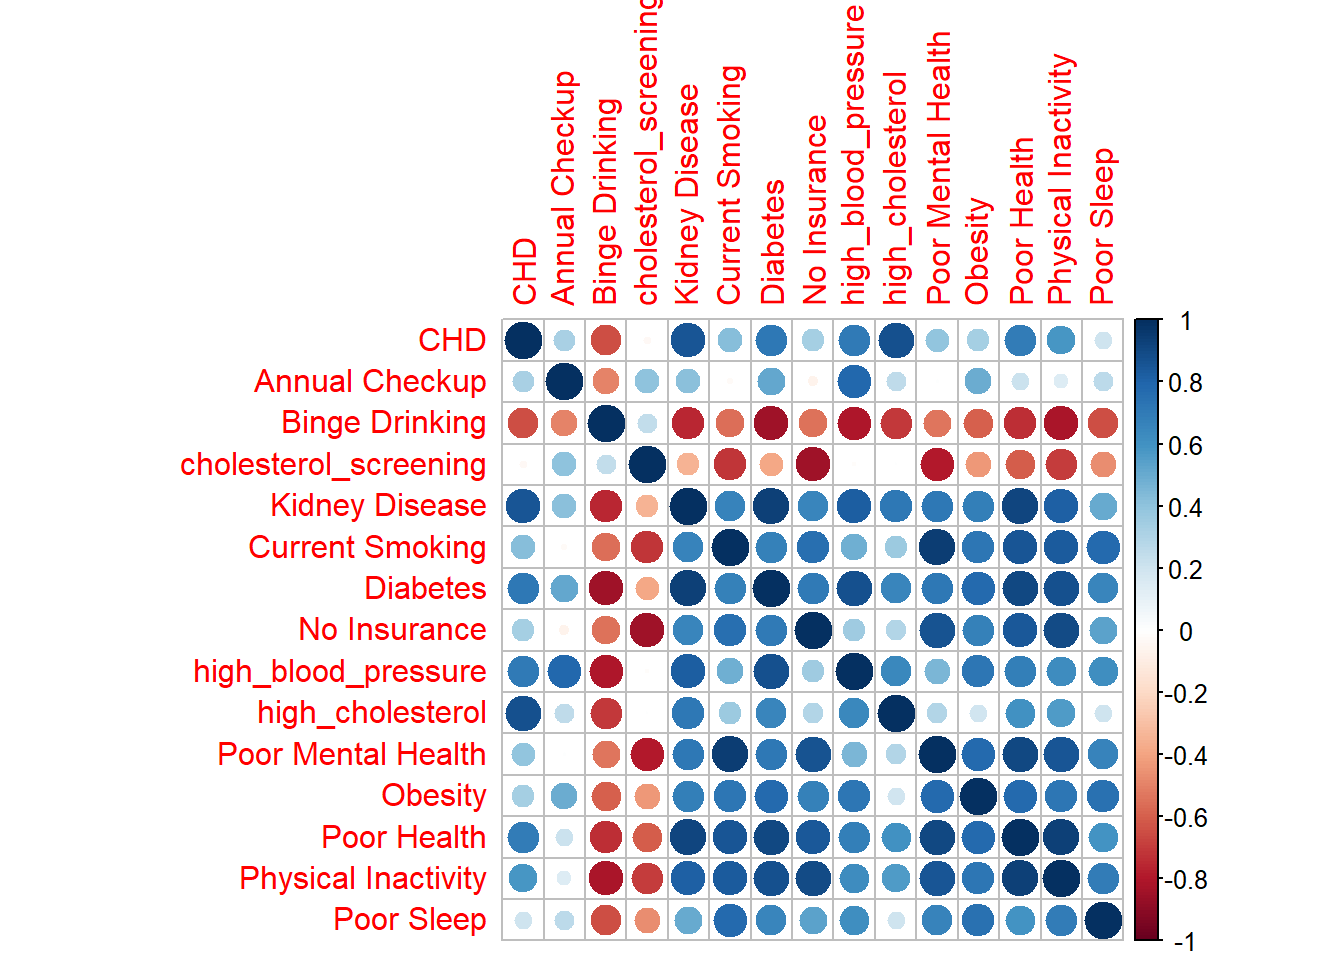 CHD
Annual Checkup
Binge Drinking
cholesterol_screening
Kidney Disease
Current Smoking
Diabetes
No Insurance
high_blood_pressure
high_cholesterol
Poor Mental Health
Obesity
Poor Health
Physical Inactivity
Poor Sleep
CHD
Annual Checkup
Binge Drinking
cholesterol_screening
Kidney Disease
Current Smoking
Diabetes
No Insurance
high_blood_pressure
high_cholesterol
Poor Mental Health
Obesity
Poor Health
Physical Inactivity
Poor Sleep
1
0.8
0.6
0.4
0.2
0
-0.2
-0.4
-0.6
-0.8
-1